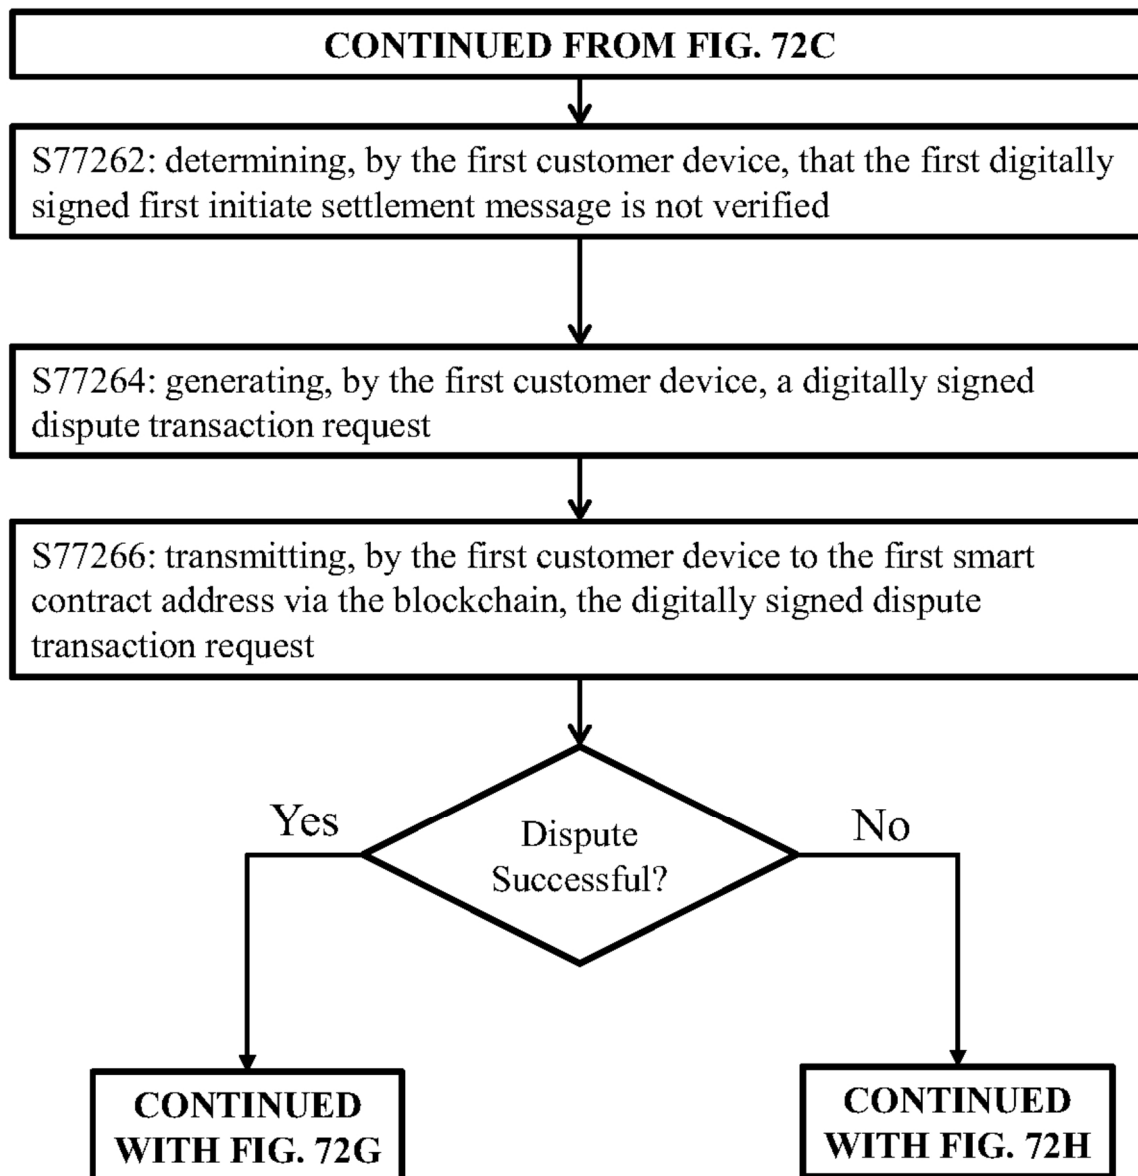 CONTINUED FROM FIG. 72C
S77262: determining, by the first customer device, that the first digitally
signed first initiate settlement message is not verified
S77264: generating, by the first customer device, a digitally signed
dispute transaction request
S77266: transmitting, by the first customer device to the first smart
contract address via the blockchain, the digitally signed dispute
transaction request
Yes
No
Dispute
Successful?
CONTINUED
WITH FIG. 72G
CONTINUED
WITH FIG. 72H